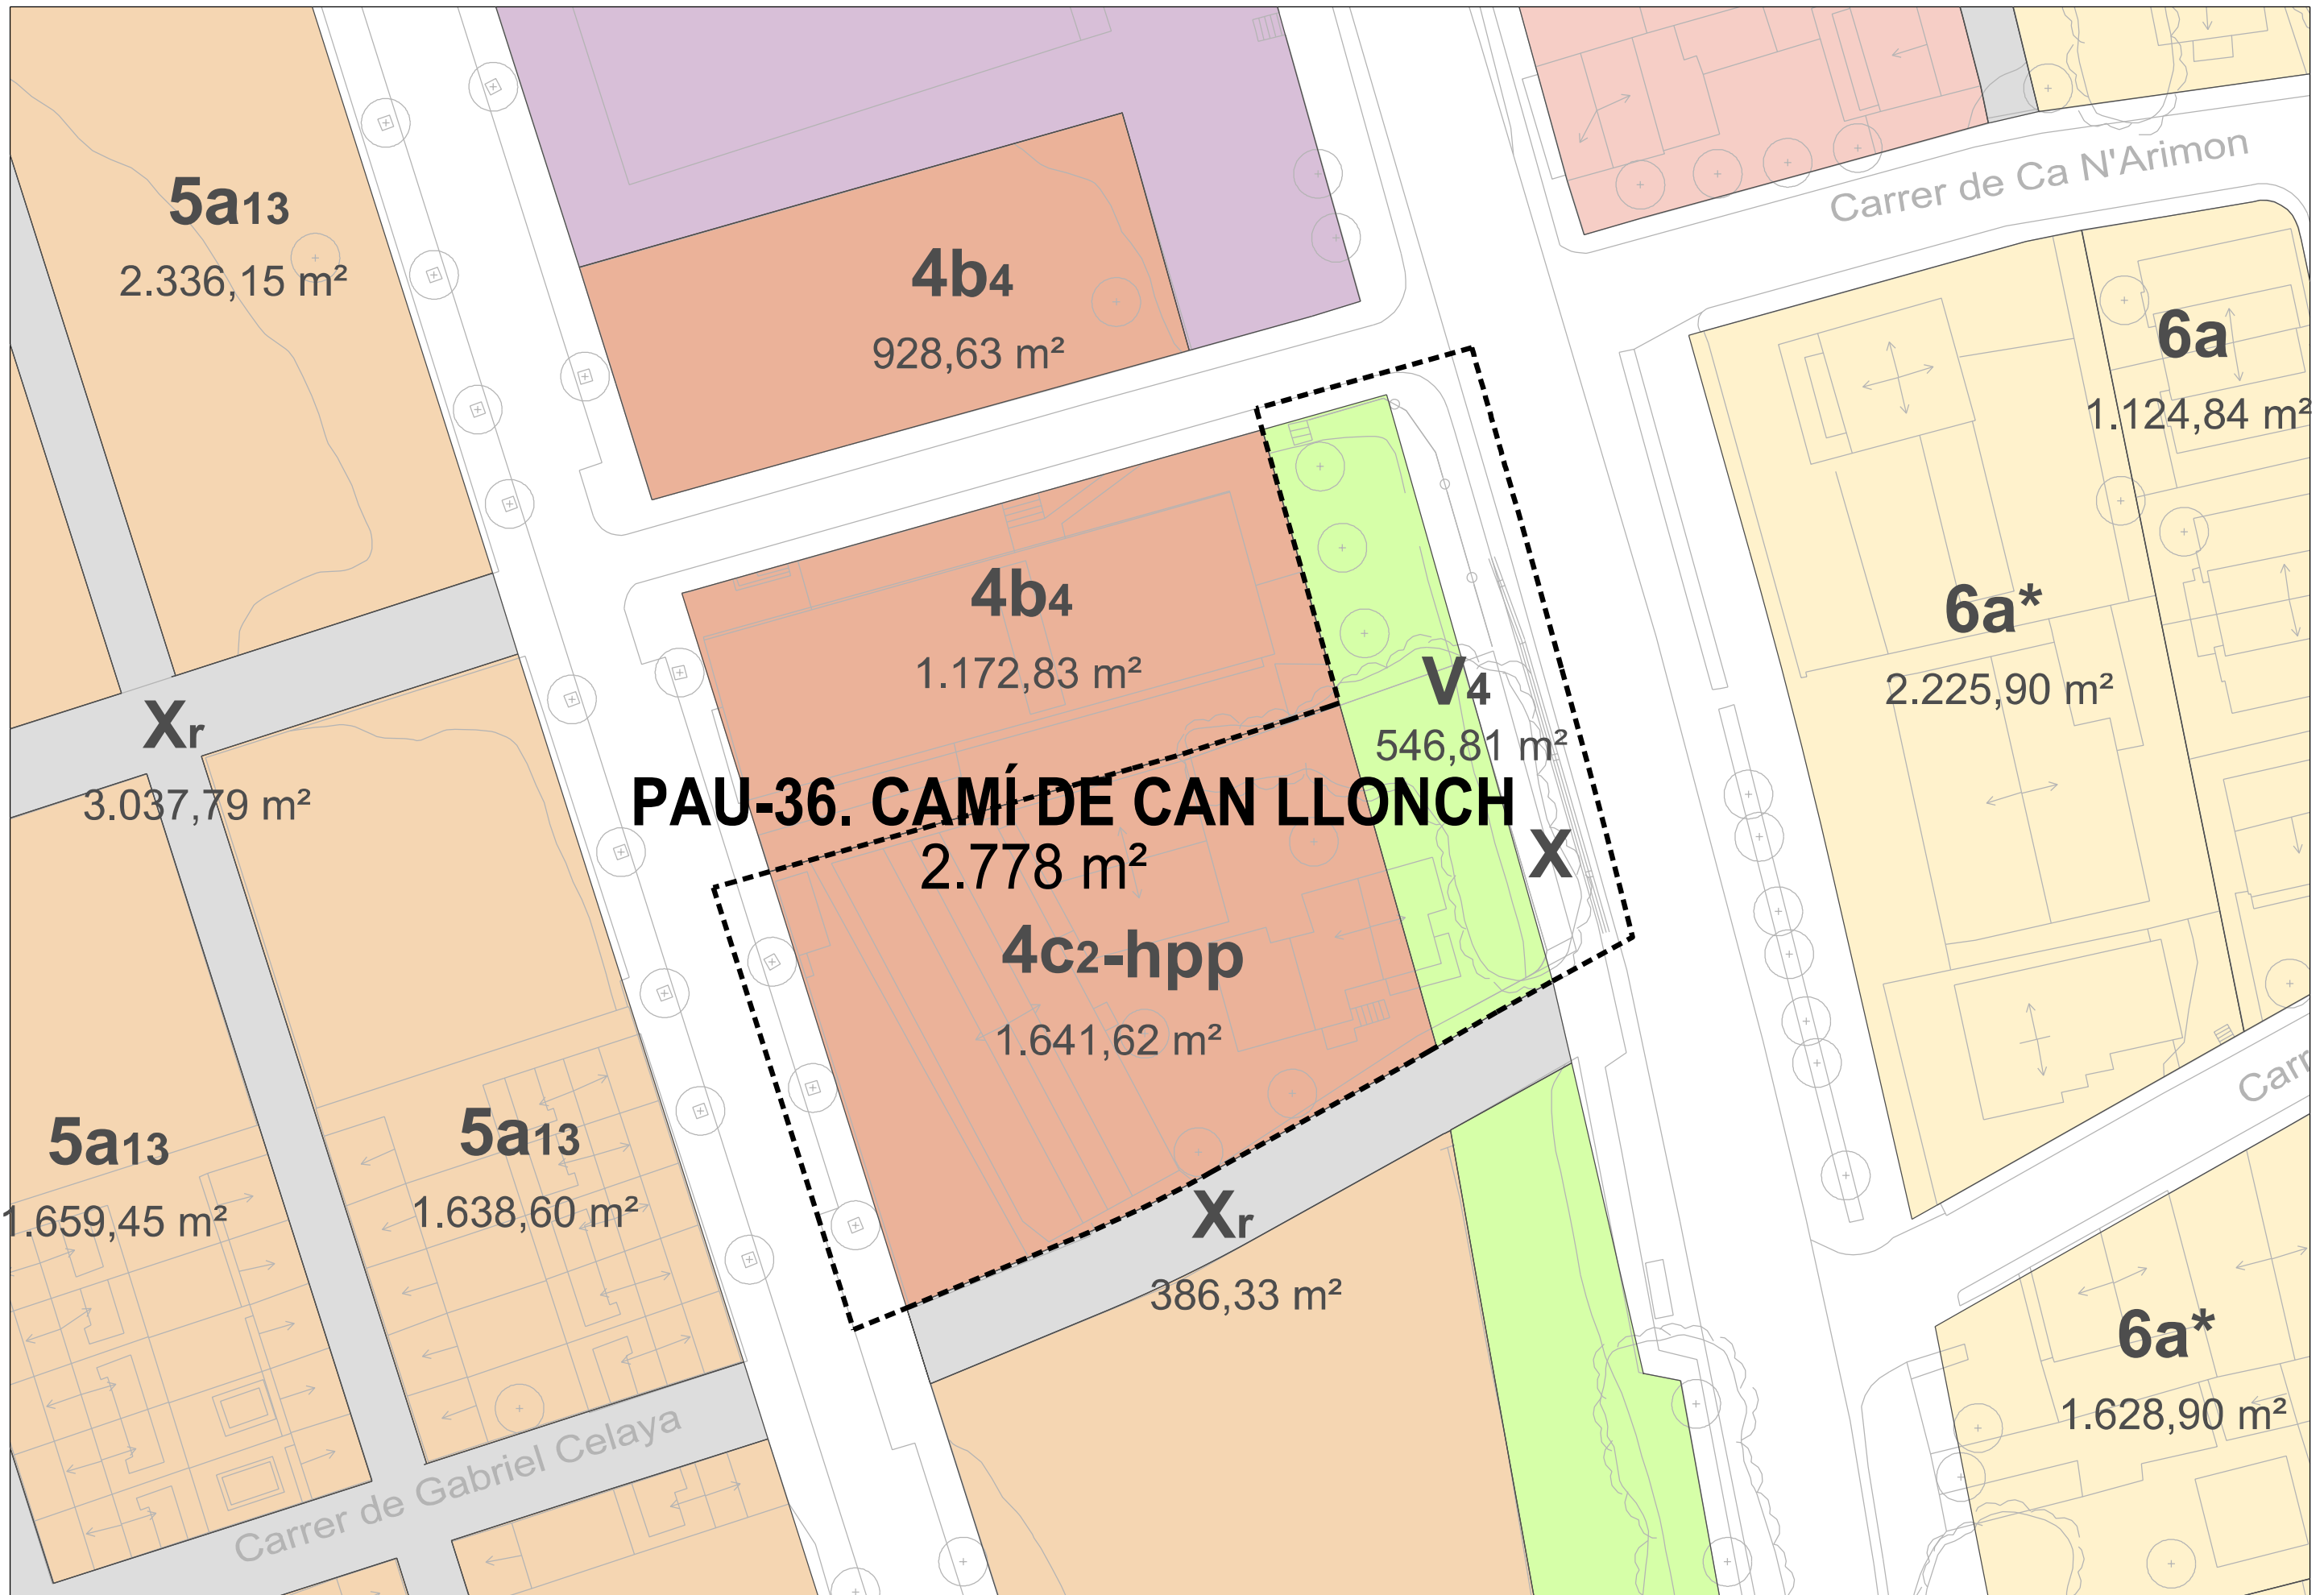 Carrer de Ca N'Arimon
5a13
2.336,15 m²
4b4
928,63 m²
6a
1.124,84 m²
4b4
1.172,83 m²
6a*
2.225,90 m²
V4
546,81 m²
Xr
3.037,79 m²
PAU-36. CAMÍ DE CAN LLONCH
2.778 m²
X
4c2-hpp
1.641,62 m²
Carr
5a13
1.659,45 m²
5a13
1.638,60 m²
Xr
386,33 m²
6a*
1.628,90 m²
Carrer de Gabriel Celaya